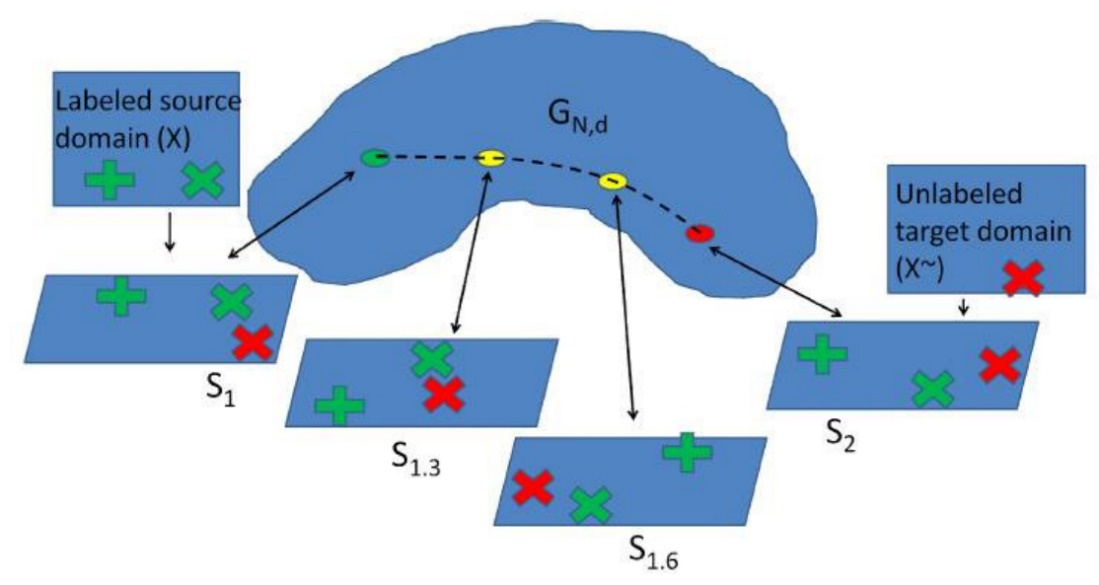 Labeled source
domain (X)
G_N,d
Unlabeled
target domain
(X~)
S_1
S_1.3
S_1.6
S_2